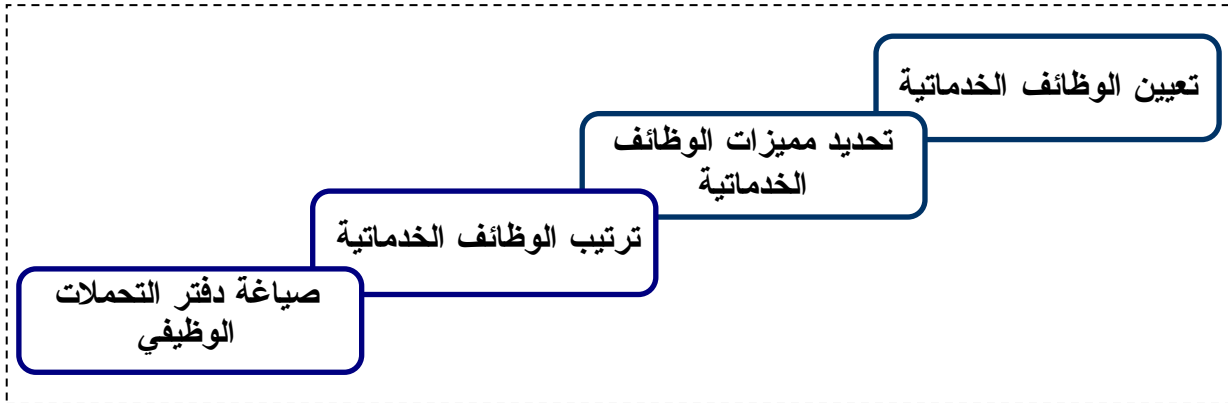 تعيين الوظائف الخدماتية
تحديد مميزات الوظائف
الخدماتية
ترتيب الوظائف الخدماتية
صياغة دفتر التحملات
الوظيفي